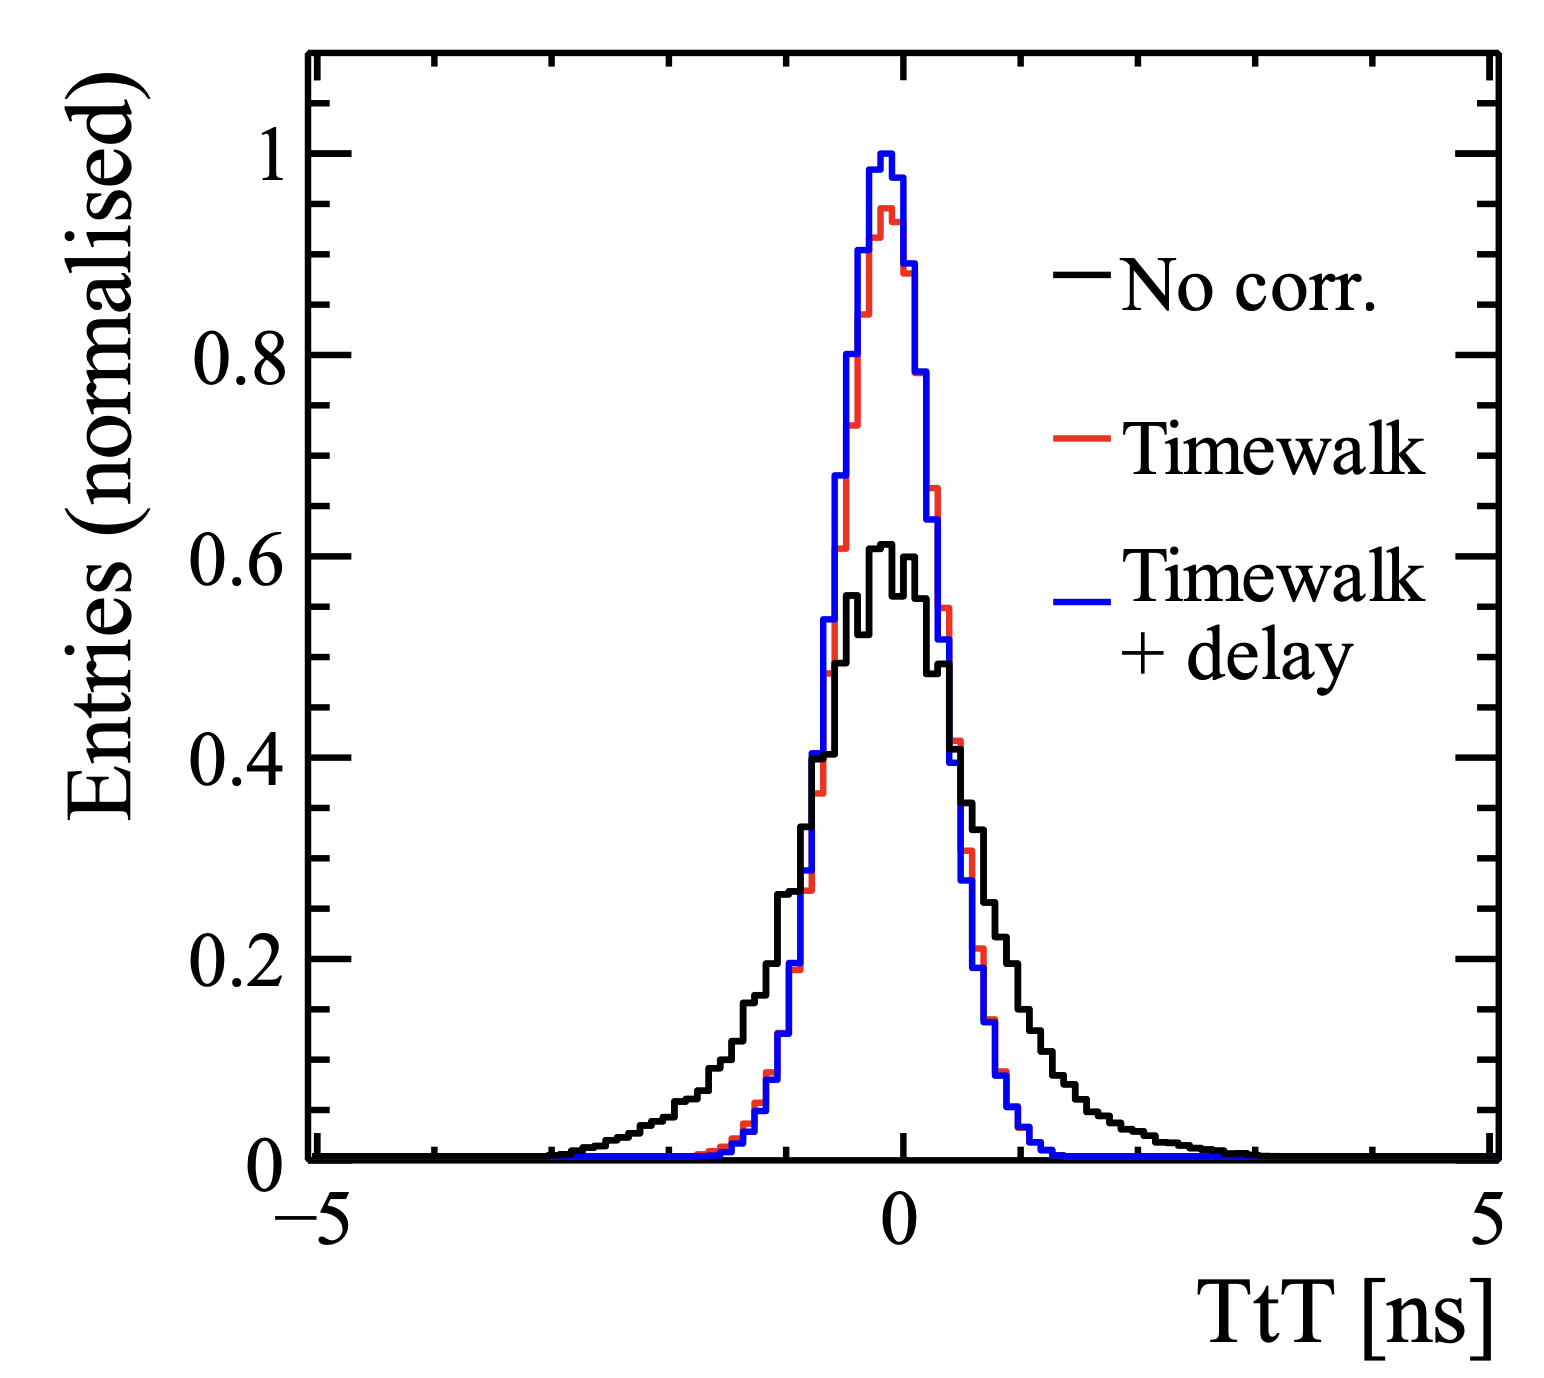 Entries (normalised)
1
0.8
0.6
0.4
0.2
0
No corr.
Timewalk
Timewalk
+ delay
−5
0
5
TtT [ns]